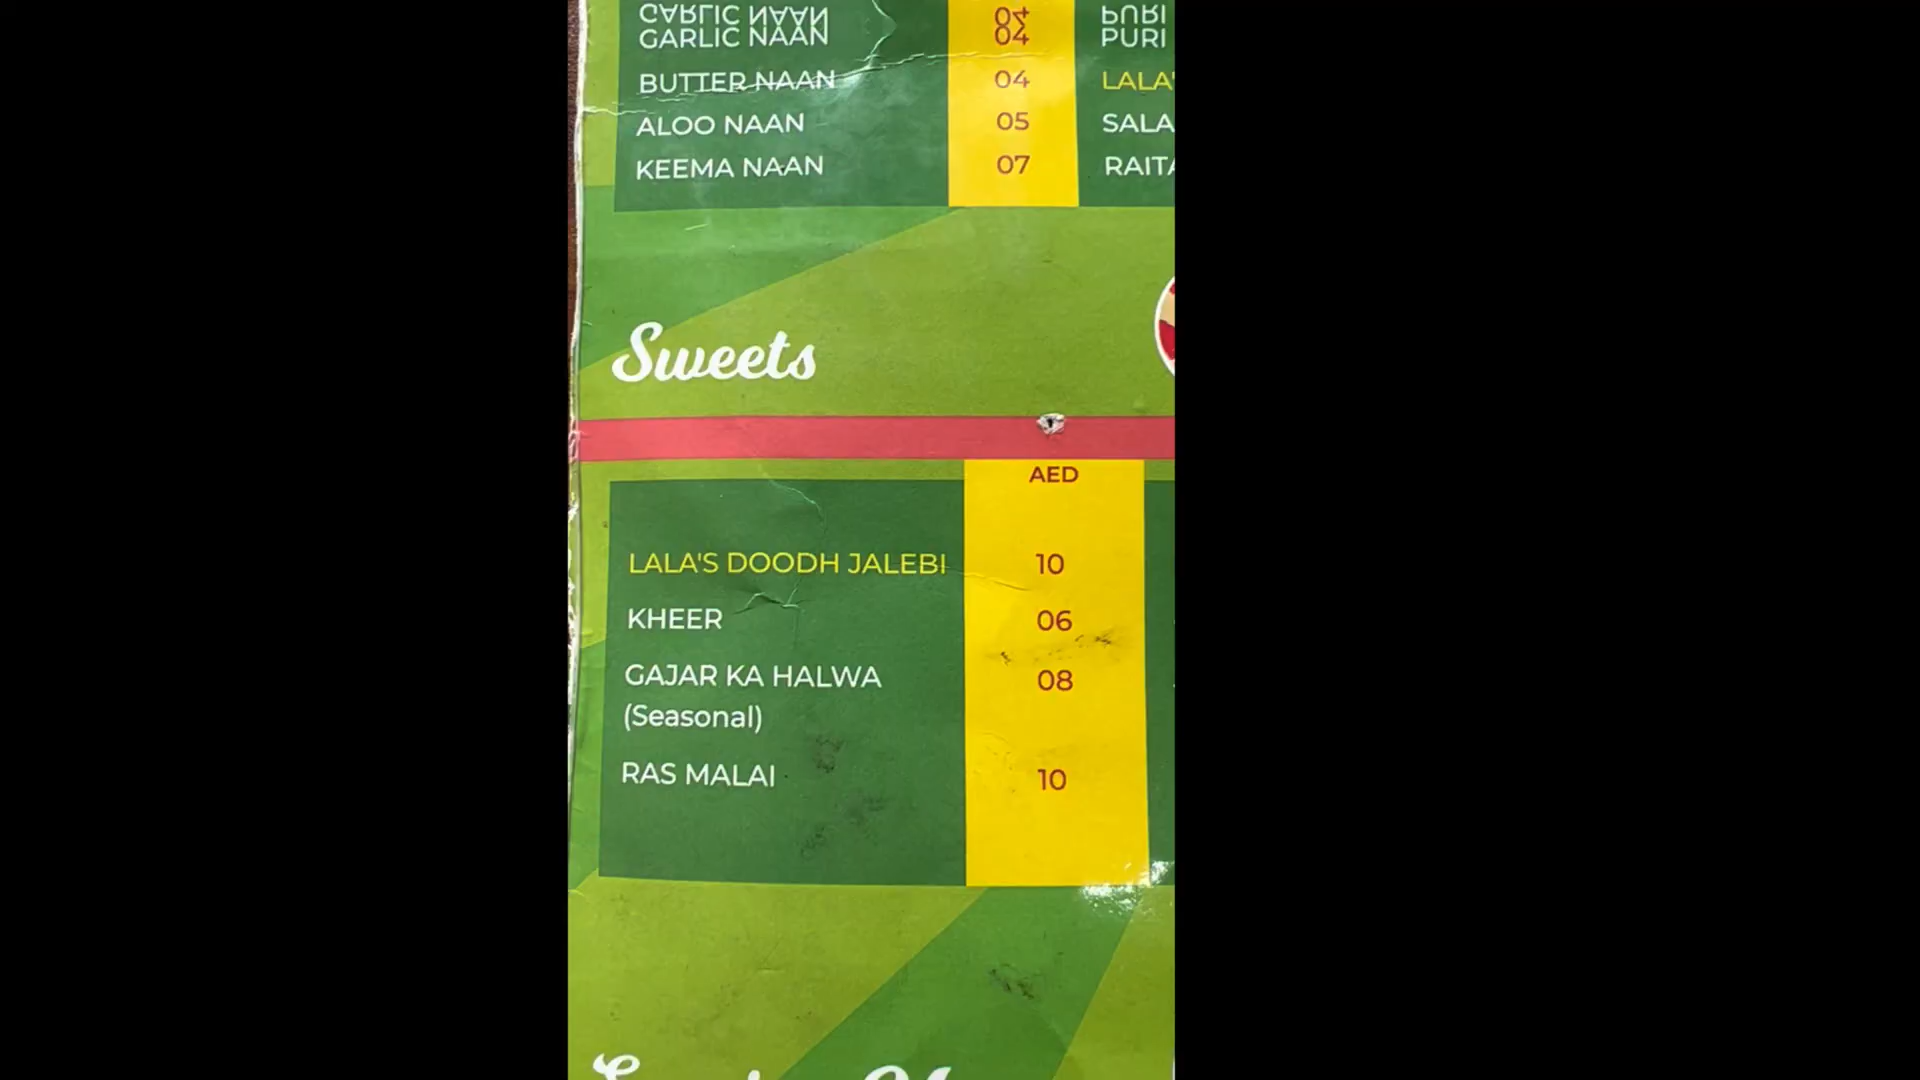 GARLIC NAAN 04 PURI
BUTTER NAAN 04 LALA'
ALOO NAAN 05 SALA
KEEMA NAAN 07 RAITA
Sweets
AED
LALA'S DOODH JALEBI 10
KHEER 06
GAJAR KA HALWA 08
(Seasonal)
RAS MALAI 10